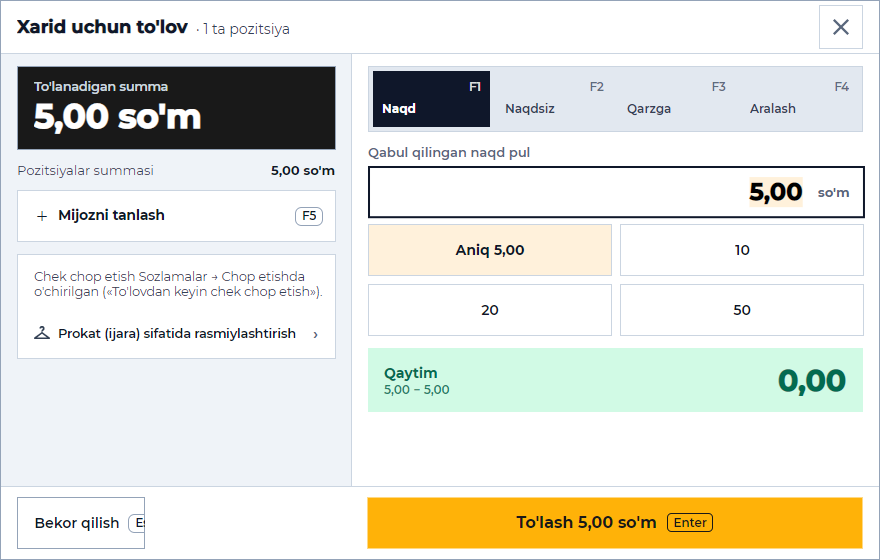 Xarid uchun to'lov · 1 ta pozitsiya
To'lanadigan summa
5,00 so'm
Pozitsiyalar summasi 5,00 so'm
+ Mijozni tanlash F5
Chek chop etish Sozlamalar → Chop etishda
o'chirilgan («To'lovdan keyin chek chop etish»).
Prokat (ijara) sifatida rasmiylashtirish ›
Bekor qilish
F1 F2 F3 F4
Naqd Naqdsiz Qarzga Aralash
Qabul qilingan naqd pul
5,00 so'm
Aniq 5,00 10
20 50
Qaytim
5,00 – 5,00
0,00
To'lash 5,00 so'm Enter